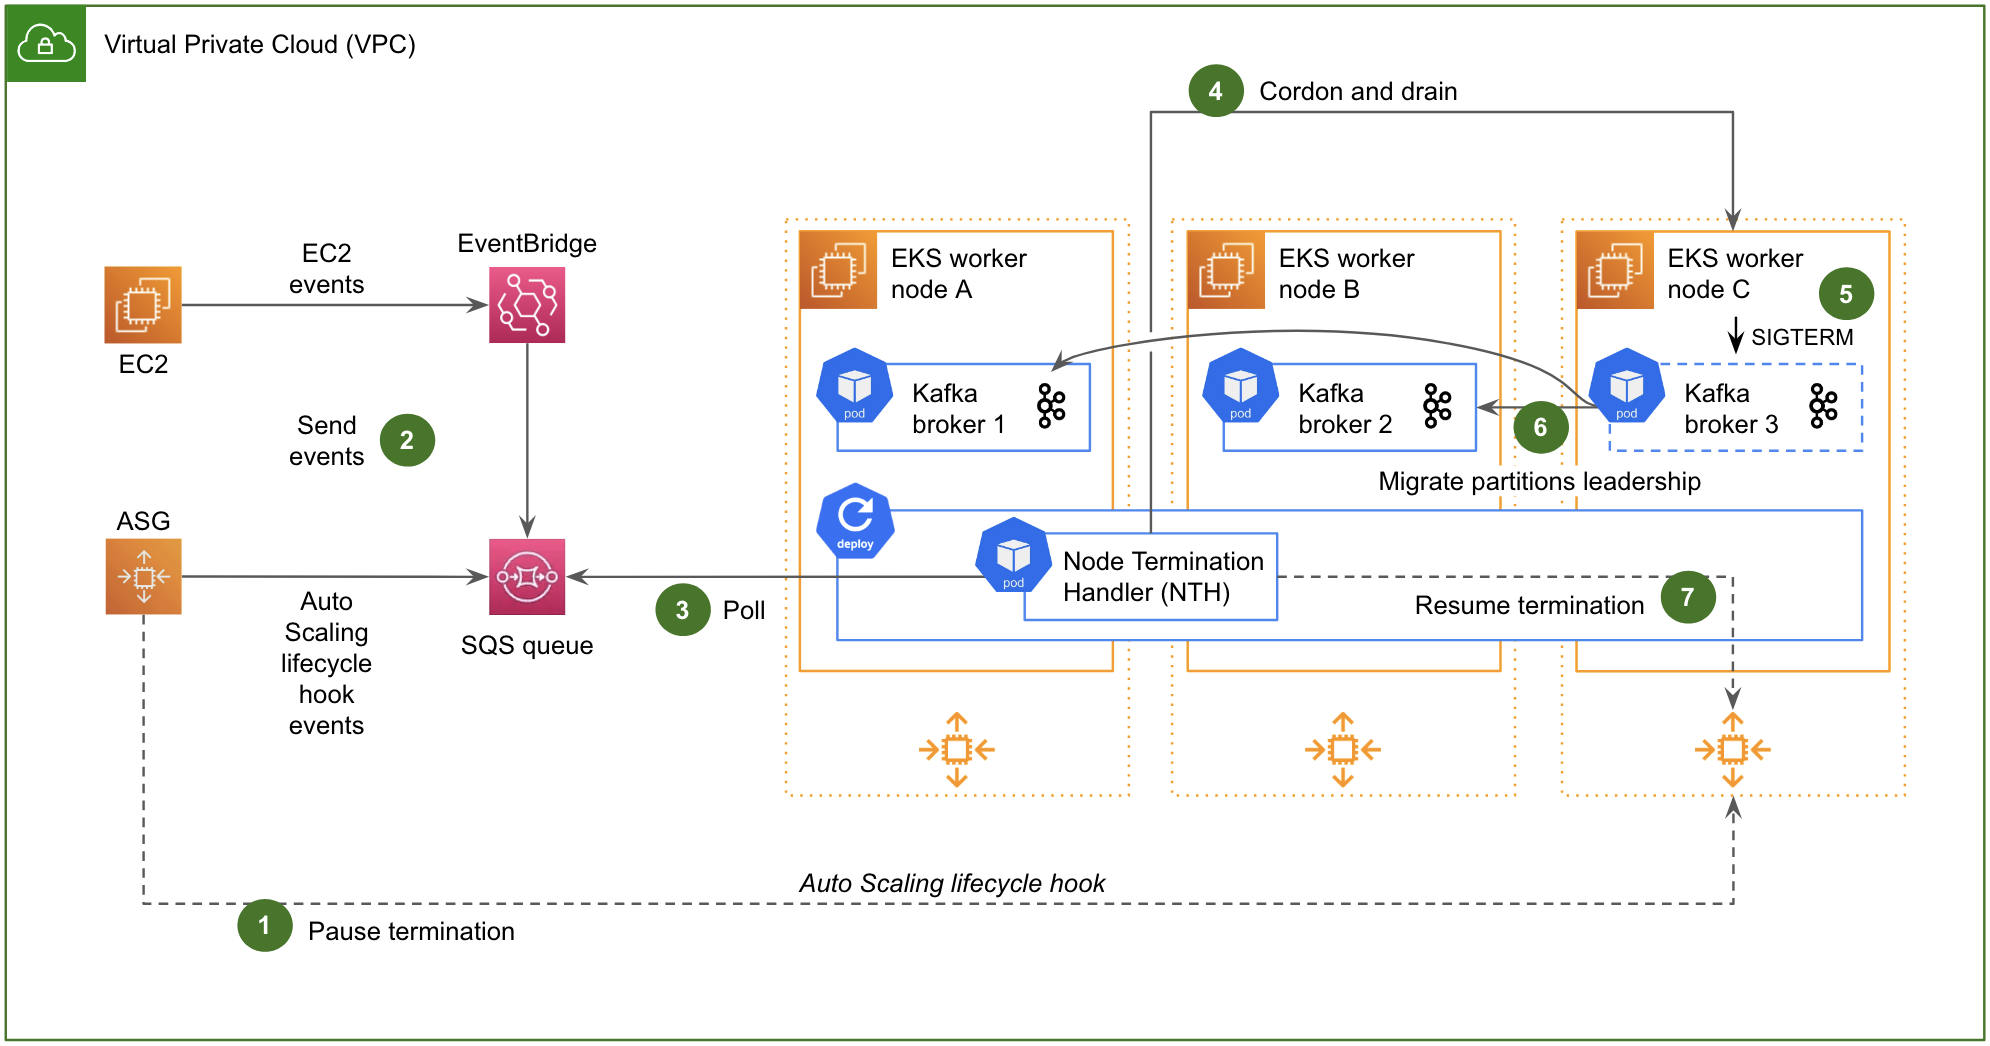 Virtual Private Cloud (VPC)
4
Cordon and drain
EC2
events
EventBridge
EC2
Send
events
2
ASG
Auto
Scaling
lifecycle
hook
events
SQS queue
3
Poll
EKS worker
node A
EKS worker
node B
EKS worker
node C
5
SIGTERM
pod
Kafka
broker 1
pod
Kafka
broker 2
6
pod
Kafka
broker 3
Migrate partitions leadership
deploy
pod
Node Termination
Handler (NTH)
Resume termination
7
Auto Scaling lifecycle hook
1
Pause termination